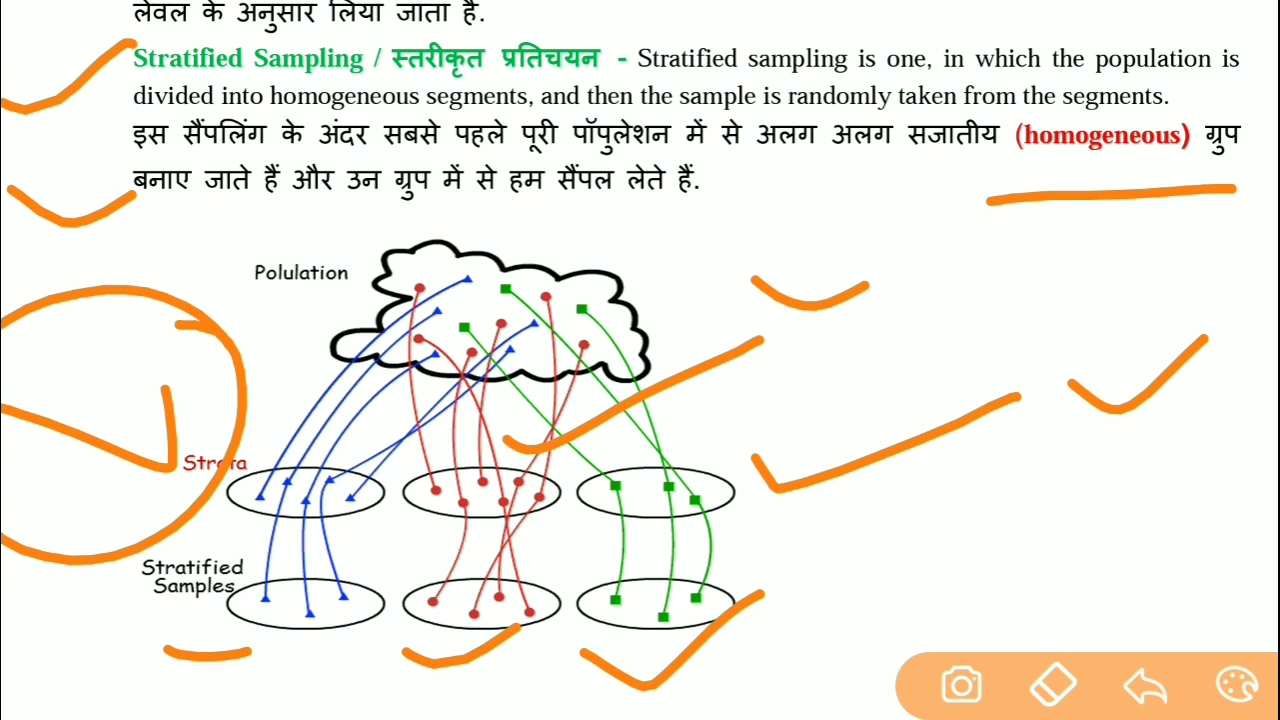 लेवल के अनुसार लिया जाता है.
Stratified Sampling / स्तरीकृत प्रतिचयन - Stratified sampling is one, in which the population is
divided into homogeneous segments, and then the sample is randomly taken from the segments.
इस सैंपलिंग के अंदर सबसे पहले पूरी पॉपुलेशन में से अलग अलग सजातीय (homogeneous) ग्रुप
बनाए जाते हैं और उन ग्रुप में से हम सैंपल लेते हैं.
Polulation
Strata
Stratified
Samples